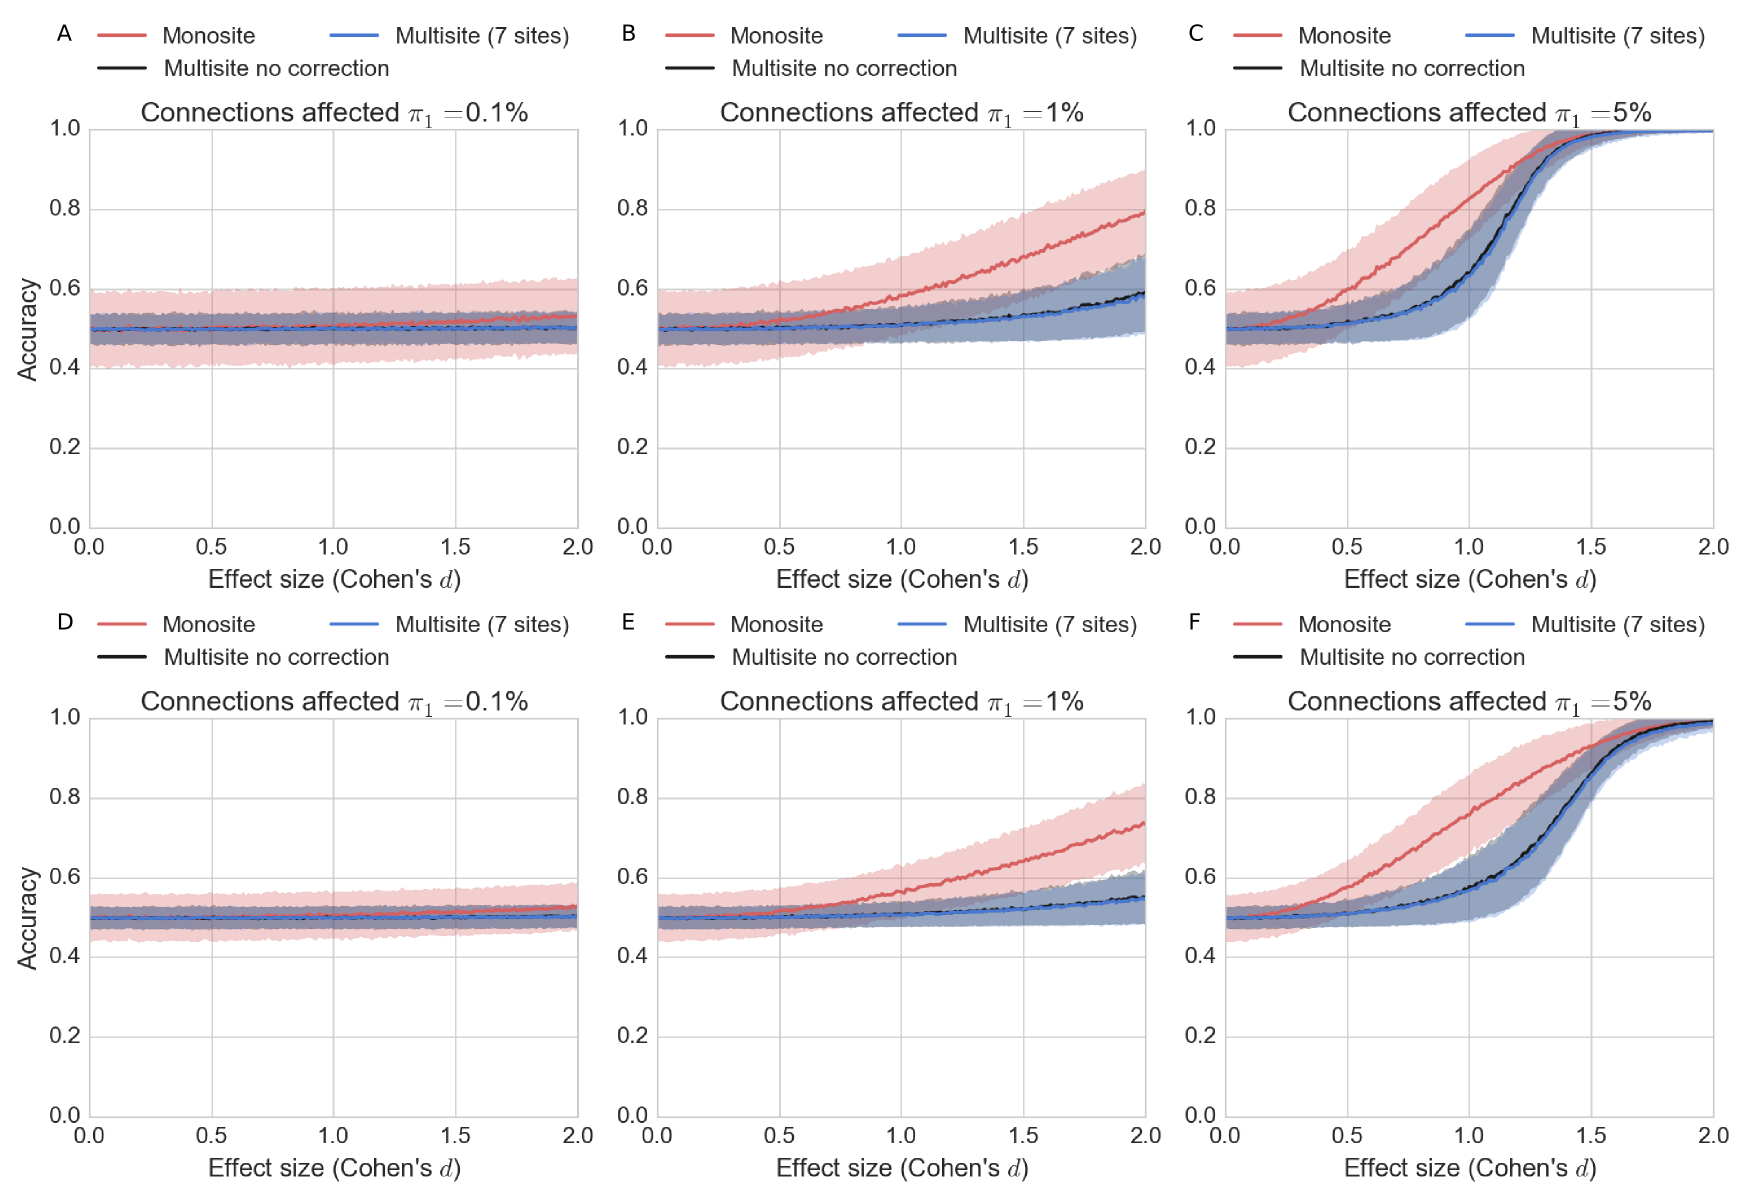 A Monosite Multisite (7 sites)
Multisite no correction
Connections affected π₁ =0.1%
1.0
0.8
0.6
0.4
0.2
0.0
Accuracy
0.0 0.5 1.0 1.5 2.0
Effect size (Cohen's d)
B Monosite Multisite (7 sites)
Multisite no correction
Connections affected π₁ =1%
1.0
0.8
0.6
0.4
0.2
0.0
0.0 0.5 1.0 1.5 2.0
Effect size (Cohen's d)
C Monosite Multisite (7 sites)
Multisite no correction
Connections affected π₁ =5%
1.0
0.8
0.6
0.4
0.2
0.0
0.0 0.5 1.0 1.5 2.0
Effect size (Cohen's d)
D Monosite Multisite (7 sites)
Multisite no correction
Connections affected π₁ =0.1%
1.0
0.8
0.6
0.4
0.2
0.0
Accuracy
0.0 0.5 1.0 1.5 2.0
Effect size (Cohen's d)
E Monosite Multisite (7 sites)
Multisite no correction
Connections affected π₁ =1%
1.0
0.8
0.6
0.4
0.2
0.0
0.0 0.5 1.0 1.5 2.0
Effect size (Cohen's d)
F Monosite Multisite (7 sites)
Multisite no correction
Connections affected π₁ =5%
1.0
0.8
0.6
0.4
0.2
0.0
0.0 0.5 1.0 1.5 2.0
Effect size (Cohen's d)